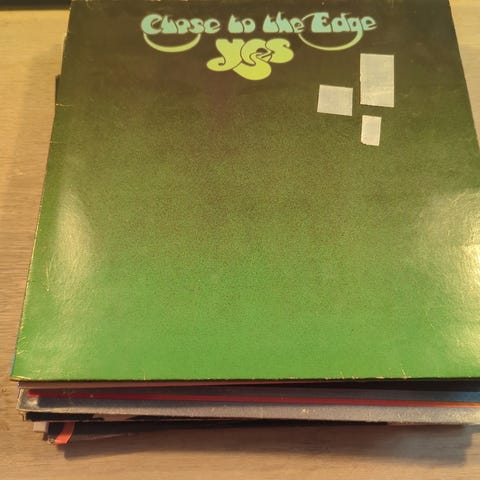 Close to the Edge
yes